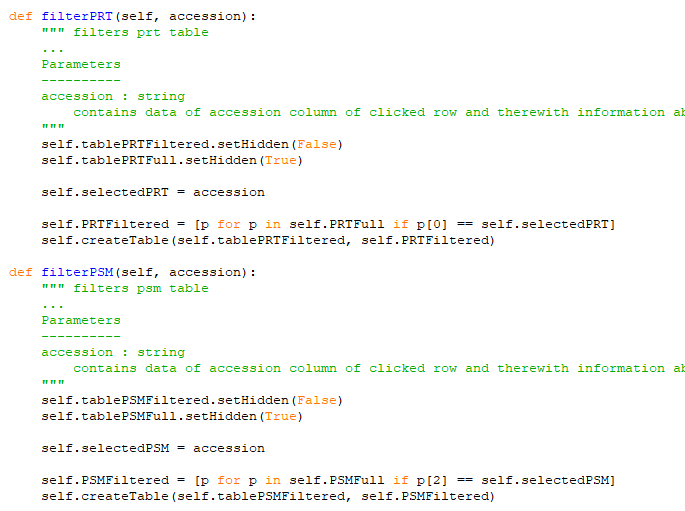 def filterPRT(self, accession):
    """ filters prt table
    ...
    Parameters
    ----------
    accession : string
        contains data of accession column of clicked row and therewith information
    """
    self.tablePRTFiltered.setHidden(False)
    self.tablePRTFull.setHidden(True)

    self.selectedPRT = accession

    self.PRTFiltered = [p for p in self.PRTFull if p[0] == self.selectedPRT]
    self.createTable(self.tablePRTFiltered, self.PRTFiltered)

def filterPSM(self, accession):
    """ filters psm table
    ...
    Parameters
    ----------
    accession : string
        contains data of accession column of clicked row and therewith information
    """
    self.tablePSMFiltered.setHidden(False)
    self.tablePSMFull.setHidden(True)

    self.selectedPSM = accession

    self.PSMFiltered = [p for p in self.PSMFull if p[2] == self.selectedPSM]
    self.createTable(self.tablePSMFiltered, self.PSMFiltered)